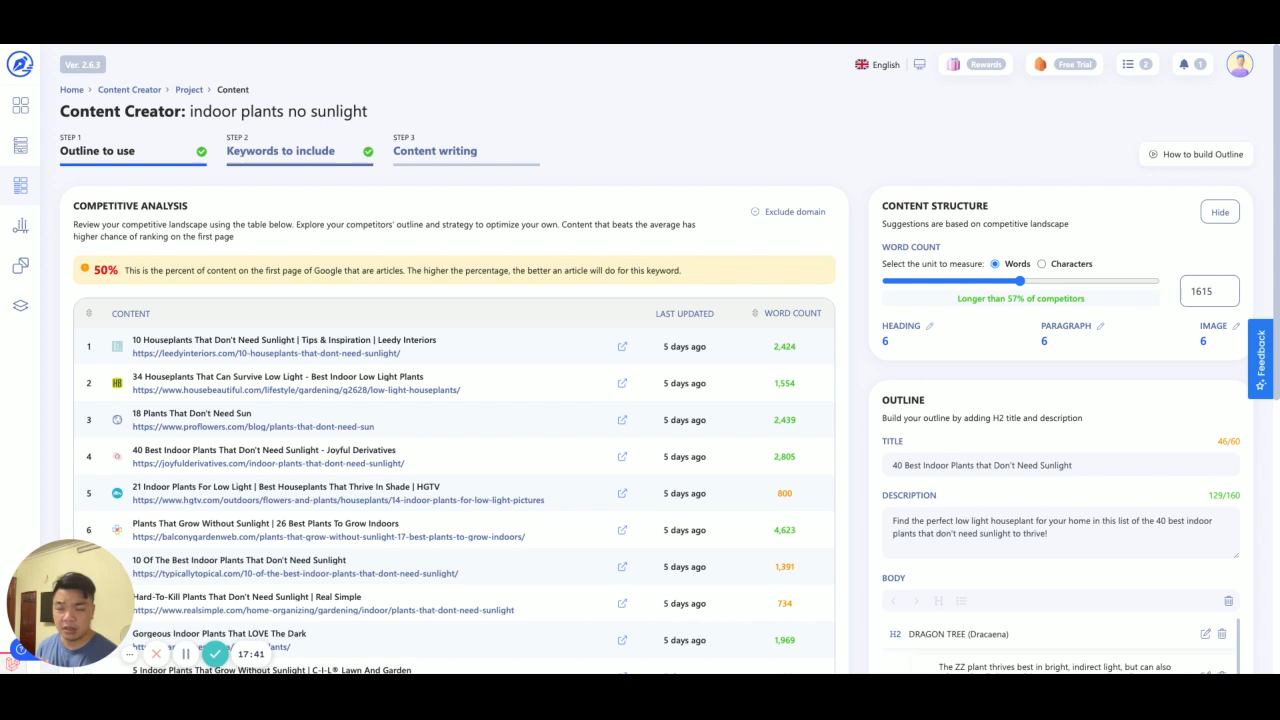 Ver. 2.6.3
English
Rewards
Free Trial
2
1
Home > Content Creator > Project > Content
Content Creator: indoor plants no sunlight
STEP 1
Outline to use
STEP 2
Keywords to include
STEP 3
Content writing
How to build Outline
COMPETITIVE ANALYSIS
Exclude domain
Review your competitive landscape using the table below. Explore your competitors' outline and strategy to optimize your own. Content that beats the average has
higher chance of ranking on the first page
50% This is the percent of content on the first page of Google that are articles. The higher the percentage, the better an article will do for this keyword.
CONTENT LAST UPDATED WORD COUNT
1 10 Houseplants That Don't Need Sunlight | Tips & Inspiration | Leedy Interiors
https://leedyinteriors.com/10-houseplants-that-dont-need-sunlight/
5 days ago 2,424
2 HB 34 Houseplants That Can Survive Low Light - Best Indoor Low Light Plants
https://www.housebeautiful.com/lifestyle/gardening/g2628/low-light-houseplants/
5 days ago 1,554
3 18 Plants That Don't Need Sun
https://www.proflowers.com/blog/plants-that-dont-need-sun
5 days ago 2,439
4 40 Best Indoor Plants That Don't Need Sunlight - Joyful Derivatives
https://joyfulderivatives.com/indoor-plants-that-dont-need-sunlight/
5 days ago 2,805
5 21 Indoor Plants For Low Light | Best Houseplants That Thrive In Shade | HGTV
https://www.hgtv.com/outdoors/flowers-and-plants/houseplants/14-indoor-plants-for-low-light-pictures
5 days ago 800
6 Plants That Grow Without Sunlight | 26 Best Plants To Grow Indoors
https://balconygardenweb.com/plants-that-grow-without-sunlight-17-best-plants-to-grow-indoors/
5 days ago 4,623
10 Of The Best Indoor Plants That Don't Need Sunlight
https://typicallytopical.com/10-of-the-best-indoor-plants-that-dont-need-sunlight/
5 days ago 1,391
Hard-To-Kill Plants That Don't Need Sunlight | Real Simple
https://www.realsimple.com/home-organizing/gardening/indoor/plants-that-dont-need-sunlight
5 days ago 734
Gorgeous Indoor Plants That LOVE The Dark
plants/
5 days ago 1,969
5 Indoor Plants That Grow Without Sunlight | C-I-L® Lawn And Garden
17:41
CONTENT STRUCTURE
Hide
Suggestions are based on competitive landscape
WORD COUNT
Select the unit to measure: Words Characters
1615
Longer than 57% of competitors
HEADING PARAGRAPH IMAGE
6 6 6
Feedback
OUTLINE
Build your outline by adding H2 title and description
TITLE 46/60
40 Best Indoor Plants that Don't Need Sunlight
DESCRIPTION 129/160
Find the perfect low light houseplant for your home in this list of the 40 best indoor
plants that don't need sunlight to thrive!
BODY
H
H2 DRAGON TREE (Dracaena)
The ZZ plant thrives best in bright, indirect light, but can also